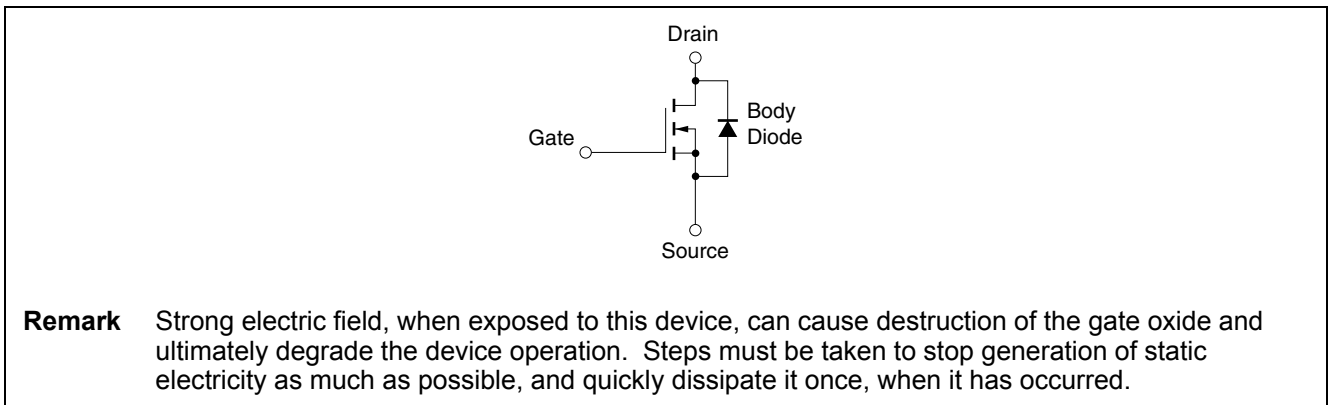 Drain
Body
Diode
Gate
Source
Remark Strong electric field, when exposed to this device, can cause destruction of the gate oxide and
ultimately degrade the device operation. Steps must be taken to stop generation of static
electricity as much as possible, and quickly dissipate it once, when it has occurred.